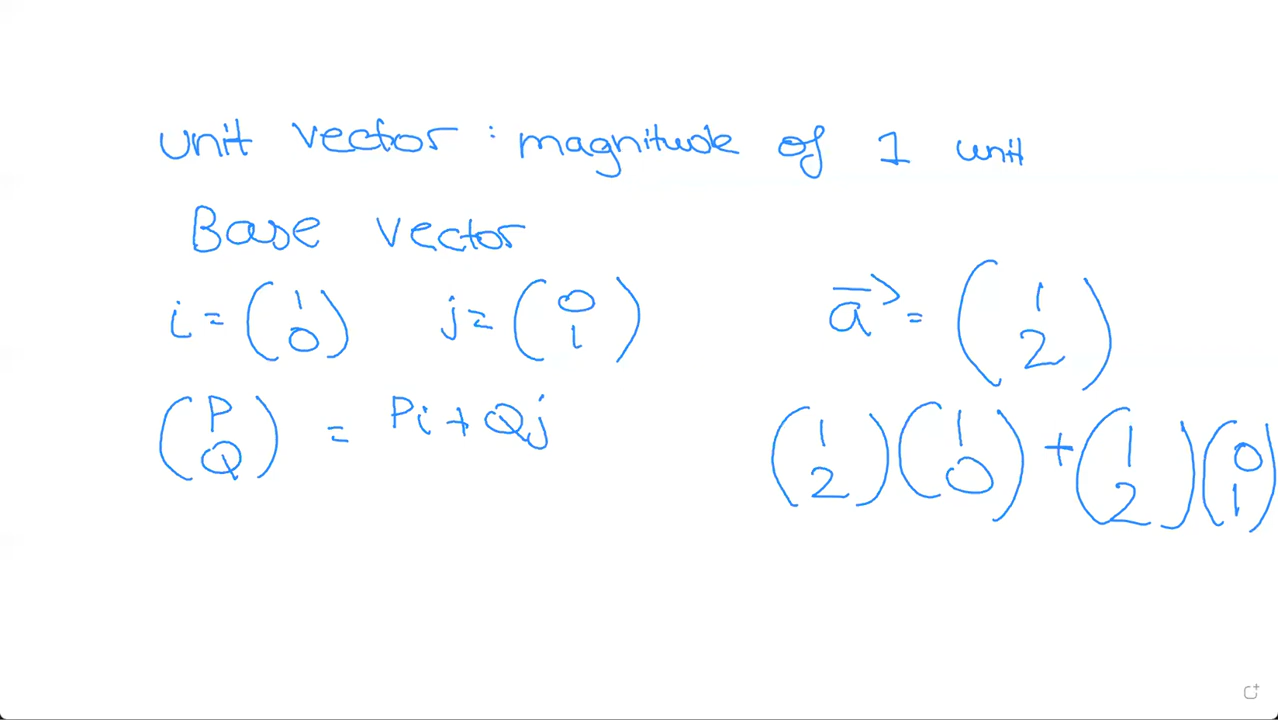 unit vector : magnitude of 1 unit
Base vector
i = (1 0) j = (0 1)
(P Q) = Pi + Qj
a⃗ = (1 2)
(1 2)(1 0) + (1 2)(0 1)